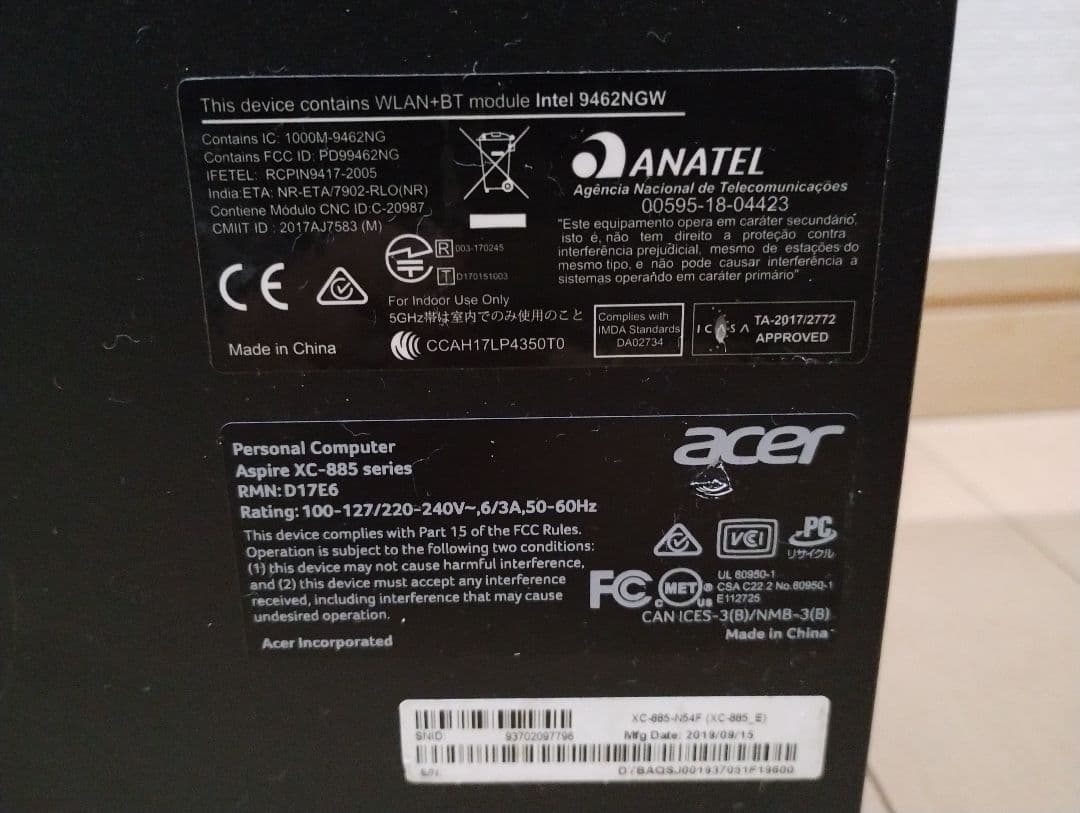 This device contains WLAN+BT module Intel 9462NGW
Contains IC: 1000M-9462NG
Contains FCC ID: PD99462NG
IFETEL: RCPIN9417-2005
India:ETA: NR-ETA/7902-RLO(NR)
Contiene Módulo CNC ID:C-20987
CMIIT ID : 2017AJ7583 (M)
ANATEL
Agência Nacional de Telecomunicações
00595-18-04423
"Este equipamento opera em caráter secundário,
isto é, não tem direito a proteção contra
interferência prejudicial, mesmo de estações do
mesmo tipo, e não pode causar interferência a
sistemas operando em caráter primário"
CE
R 003-170245
T D170151003
For Indoor Use Only
5GHz帯は室内でのみ使用のこと
CCAH17LP4350T0
Made in China
Complies with
IMDA Standards
DA02734
ICASA
TA-2017/2772
APPROVED
acer
Personal Computer
Aspire XC-885 series
RMN: D17E6
Rating: 100-127/220-240V~,6/3A,50-60Hz
This device complies with Part 15 of the FCC Rules.
Operation is subject to the following two conditions:
(1) this device may not cause harmful interference,
and (2) this device must accept any interference
received, including interference that may cause
undesired operation.
Acer Incorporated
VCI
PC
リサイクル
FC
c MET us
UL 60950-1
CSA C22.2 No.60950-1
E112725
CAN ICES-3(B)/NMB-3(B)
Made in China
XC-885-N54F (XC-885_E)
SNID
93702097796
Mfg Date: 2019/09/15
S/N